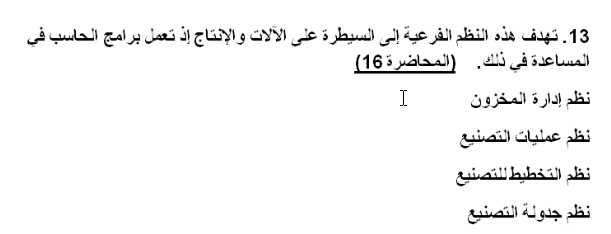 13. تهدف هذه النظم الفرعية إلى السيطرة على الآلات والإنتاج إذ تعمل برامج الحاسب في
المساعدة في ذلك. (المحاضرة 16)
نظم إدارة المخزون
نظم عمليات التصنيع
نظم التخطيط للتصنيع
نظم جدولة التصنيع